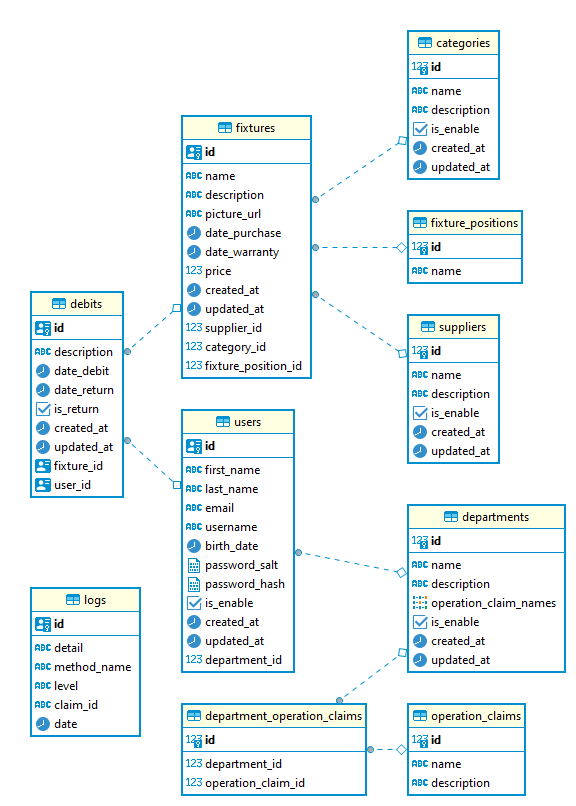 categories
123 id
ABC name
ABC description
is_enable
created_at
updated_at
fixtures
id
ABC name
ABC description
ABC picture_url
date_purchase
date_warranty
123 price
created_at
updated_at
123 supplier_id
123 category_id
123 fixture_position_id
fixture_positions
123 id
ABC name
debits
id
ABC description
date_debit
date_return
is_return
created_at
updated_at
fixture_id
user_id
suppliers
123 id
ABC name
ABC description
is_enable
created_at
updated_at
users
id
ABC first_name
ABC last_name
ABC email
ABC username
birth_date
password_salt
password_hash
is_enable
created_at
updated_at
123 department_id
departments
123 id
ABC name
ABC description
operation_claim_names
is_enable
created_at
updated_at
logs
id
ABC detail
ABC method_name
ABC level
ABC claim_id
date
department_operation_claims
123 id
123 department_id
123 operation_claim_id
operation_claims
123 id
ABC name
ABC description